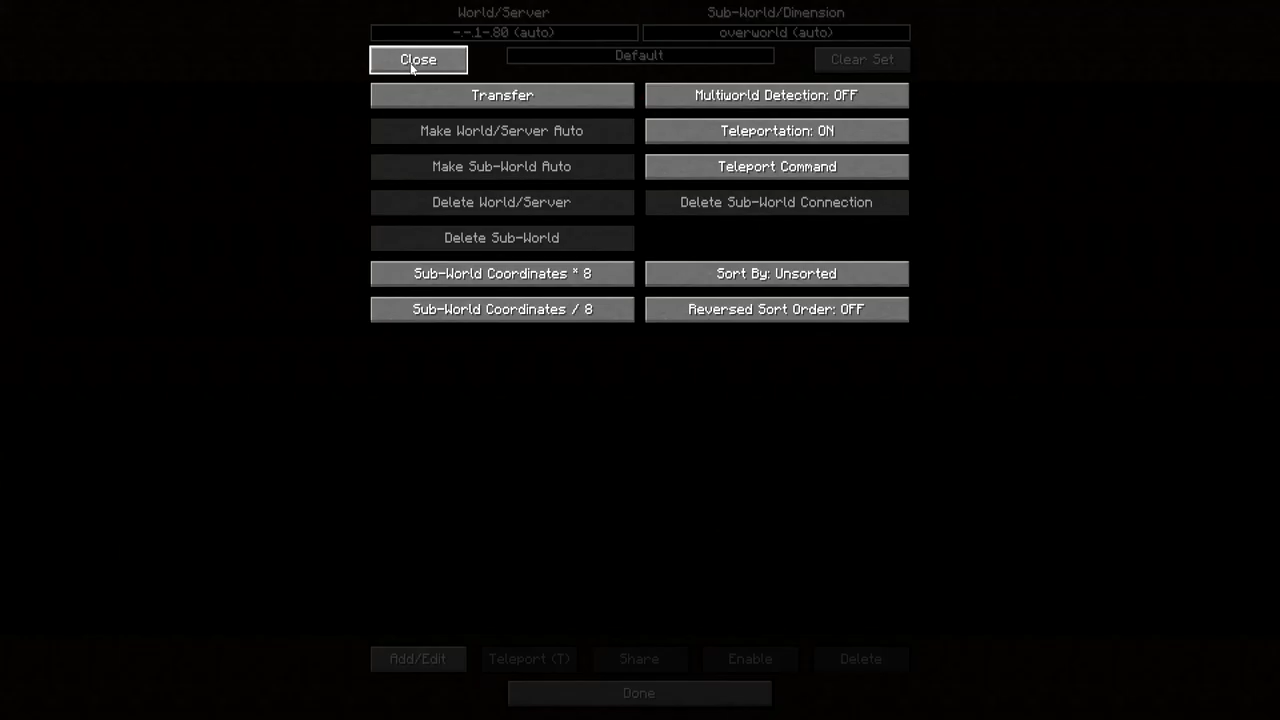 World/Server
Sub-World/Dimension
-.-.1-.80 (auto)
overworld (auto)
Close
Default
Clear Set
Transfer
Multiworld Detection: OFF
Make World/Server Auto
Teleportation: ON
Make Sub-World Auto
Teleport Command
Delete World/Server
Delete Sub-World Connection
Delete Sub-World
Sub-World Coordinates * 8
Sort By: Unsorted
Sub-World Coordinates / 8
Reversed Sort Order: OFF
Add/Edit
Teleport (T)
Share
Enable
Delete
Done